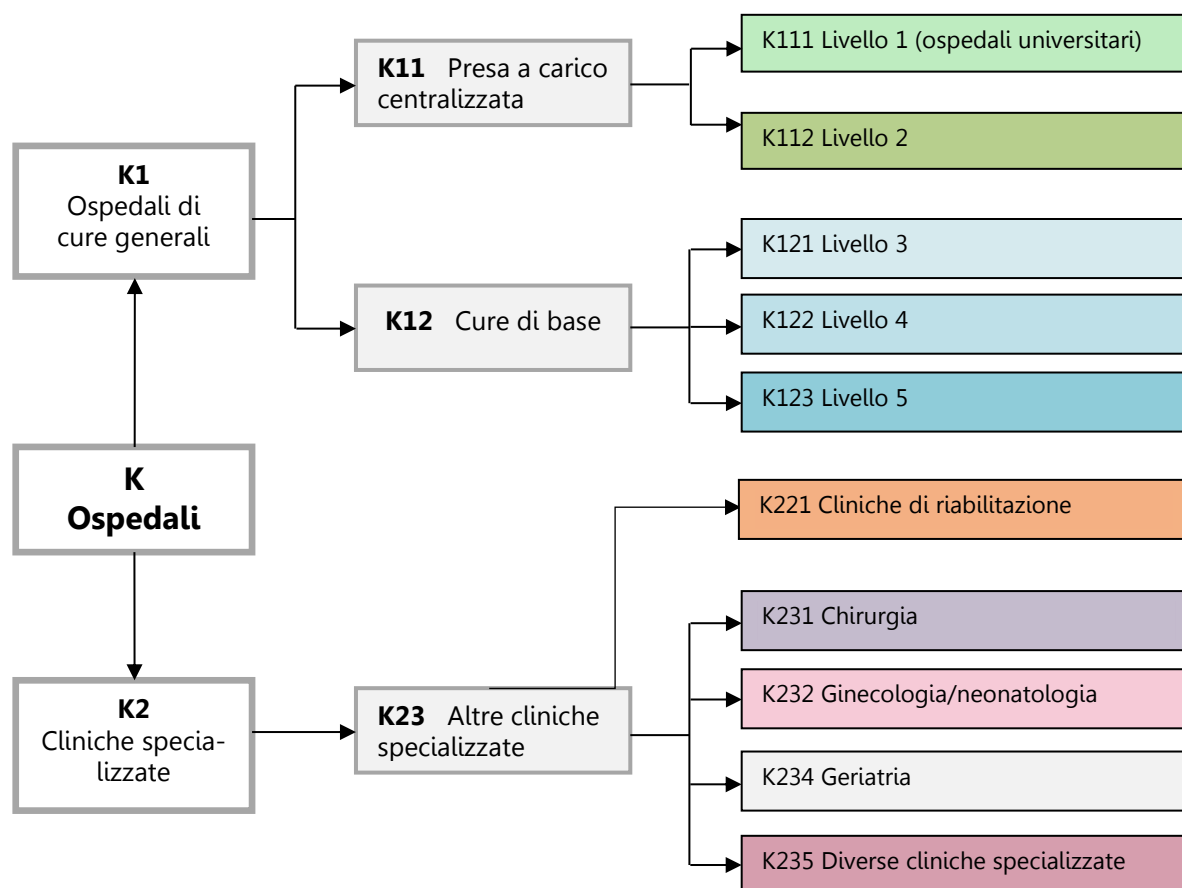 K111 Livello 1 (ospedali universitari)
K11 Presa a carico
centralizzata
K112 Livello 2
K1
Ospedali di
cure generali
K121 Livello 3
K12 Cure di base
K122 Livello 4
K123 Livello 5
K
Ospedali
K221 Cliniche di riabilitazione
K231 Chirurgia
K232 Ginecologia/neonatologia
K2
Cliniche specia-
lizzate
K23 Altre cliniche
specializzate
K234 Geriatria
K235 Diverse cliniche specializzate